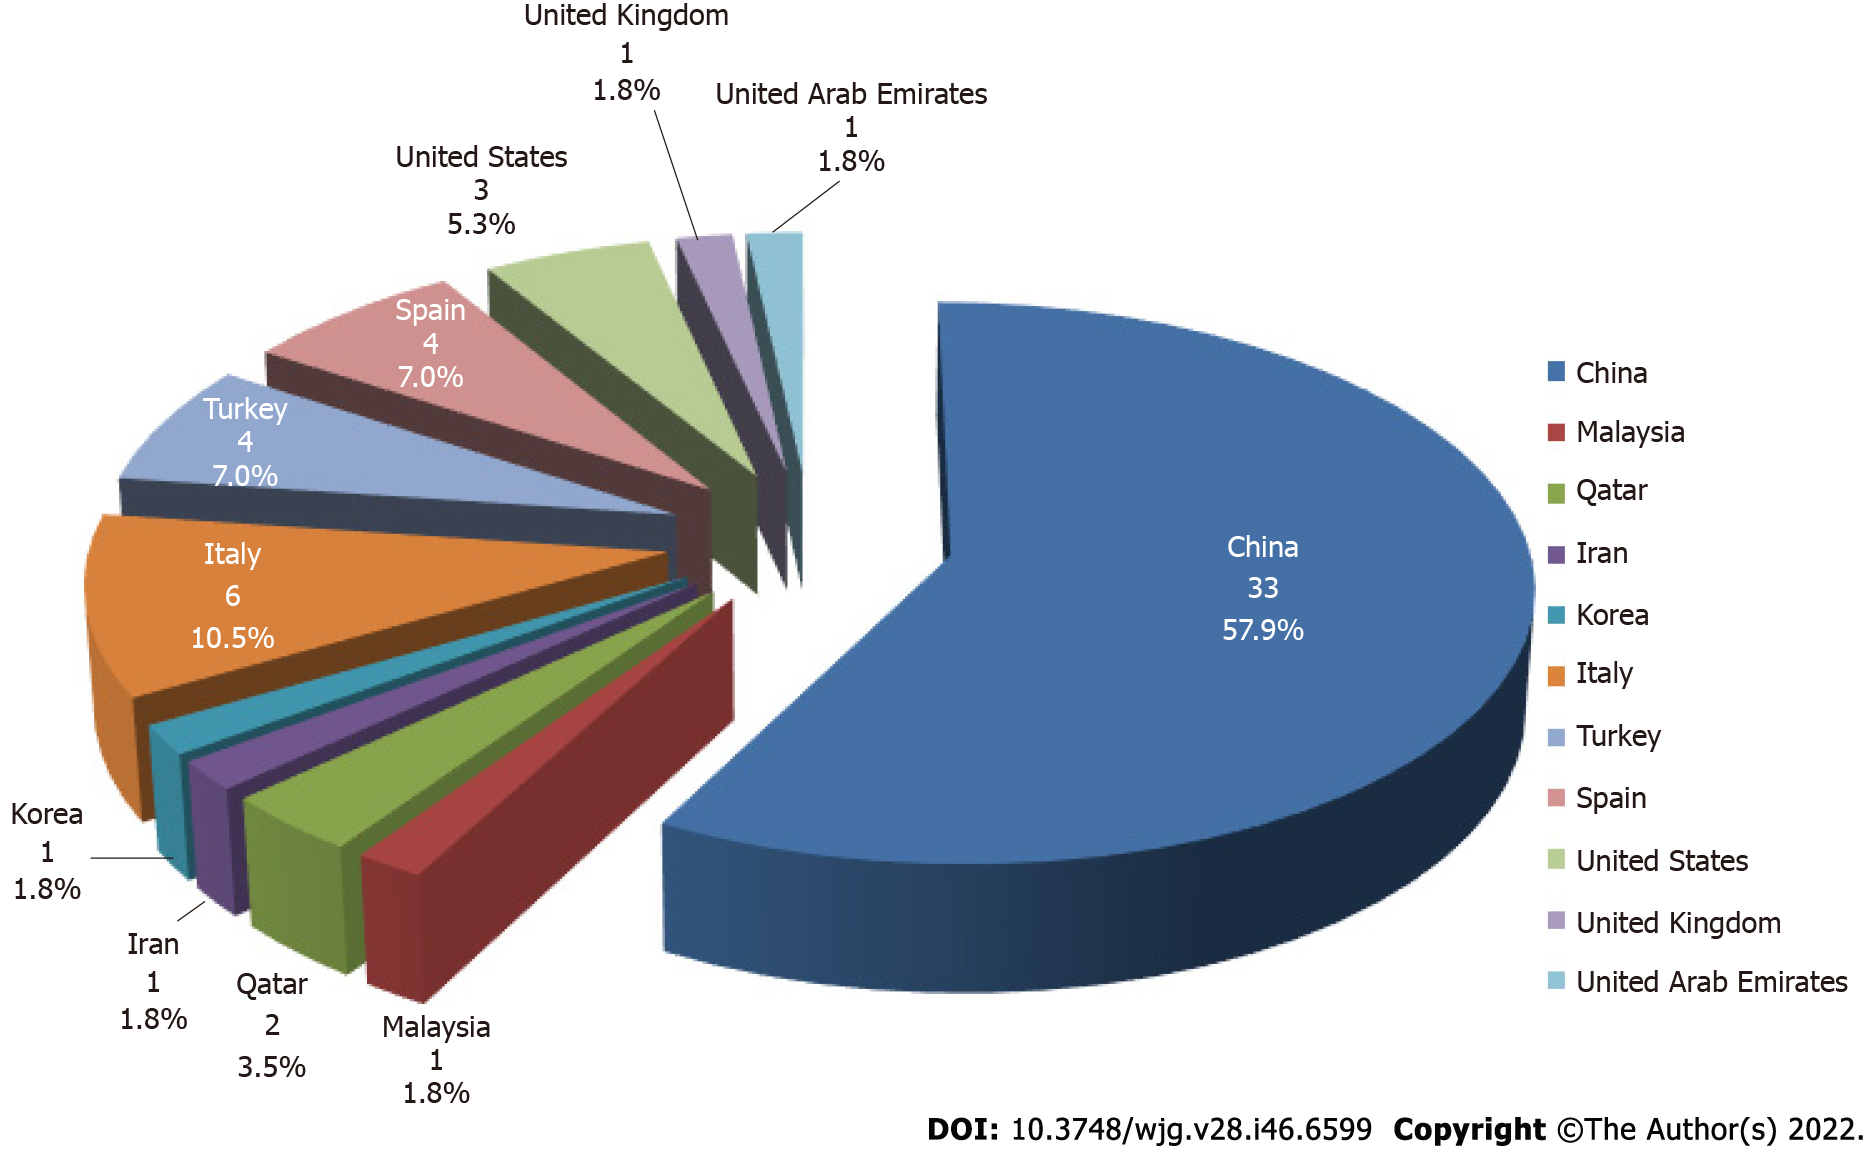 United Kingdom
1
1.8%
United Arab Emirates
1
1.8%
United States
3
5.3%
Spain
4
7.0%
Turkey
4
7.0%
Italy
6
10.5%
Korea
1
1.8%
Iran
1
1.8%
Qatar
2
3.5%
Malaysia
1
1.8%
China
33
57.9%
China
Malaysia
Qatar
Iran
Korea
Italy
Turkey
Spain
United States
United Kingdom
United Arab Emirates
DOI: 10.3748/wjg.v28.i46.6599 Copyright ©The Author(s) 2022.